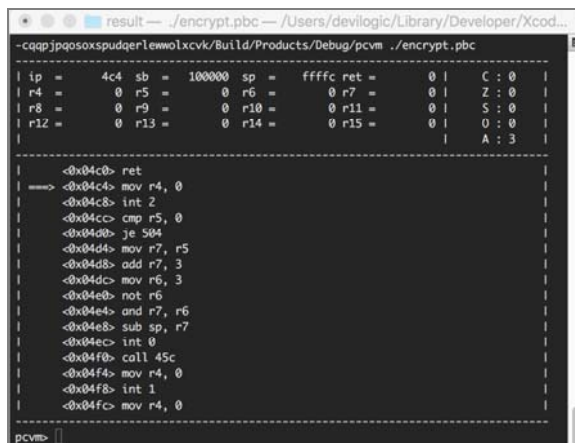 result — ./encrypt.pbc — /Users/devilogic/Library/Developer/Xcod...
-cqqpjpqosoxspudqerlewwolxcvk/Build/Products/Debug/pcvm ./encrypt.pbc
| ip = 4c4 sb = 100000 sp = ffffc ret = 0 | C : 0 |
| r4 = 0 r5 = 0 r6 = 0 r7 = 0 | Z : 0 |
| r8 = 0 r9 = 0 r10 = 0 r11 = 0 | S : 0 |
| r12 = 0 r13 = 0 r14 = 0 r15 = 0 | O : 0 |
| | A : 3 |
| <0x04c0> ret |
| ===> <0x04c4> mov r4, 0 |
| <0x04c8> int 2 |
| <0x04cc> cmp r5, 0 |
| <0x04d0> je 504 |
| <0x04d4> mov r7, r5 |
| <0x04d8> add r7, 3 |
| <0x04dc> mov r6, 3 |
| <0x04e0> not r6 |
| <0x04e4> and r7, r6 |
| <0x04e8> sub sp, r7 |
| <0x04ec> int 0 |
| <0x04f0> call 45c |
| <0x04f4> mov r4, 0 |
| <0x04f8> int 1 |
| <0x04fc> mov r4, 0 |
pcvm>